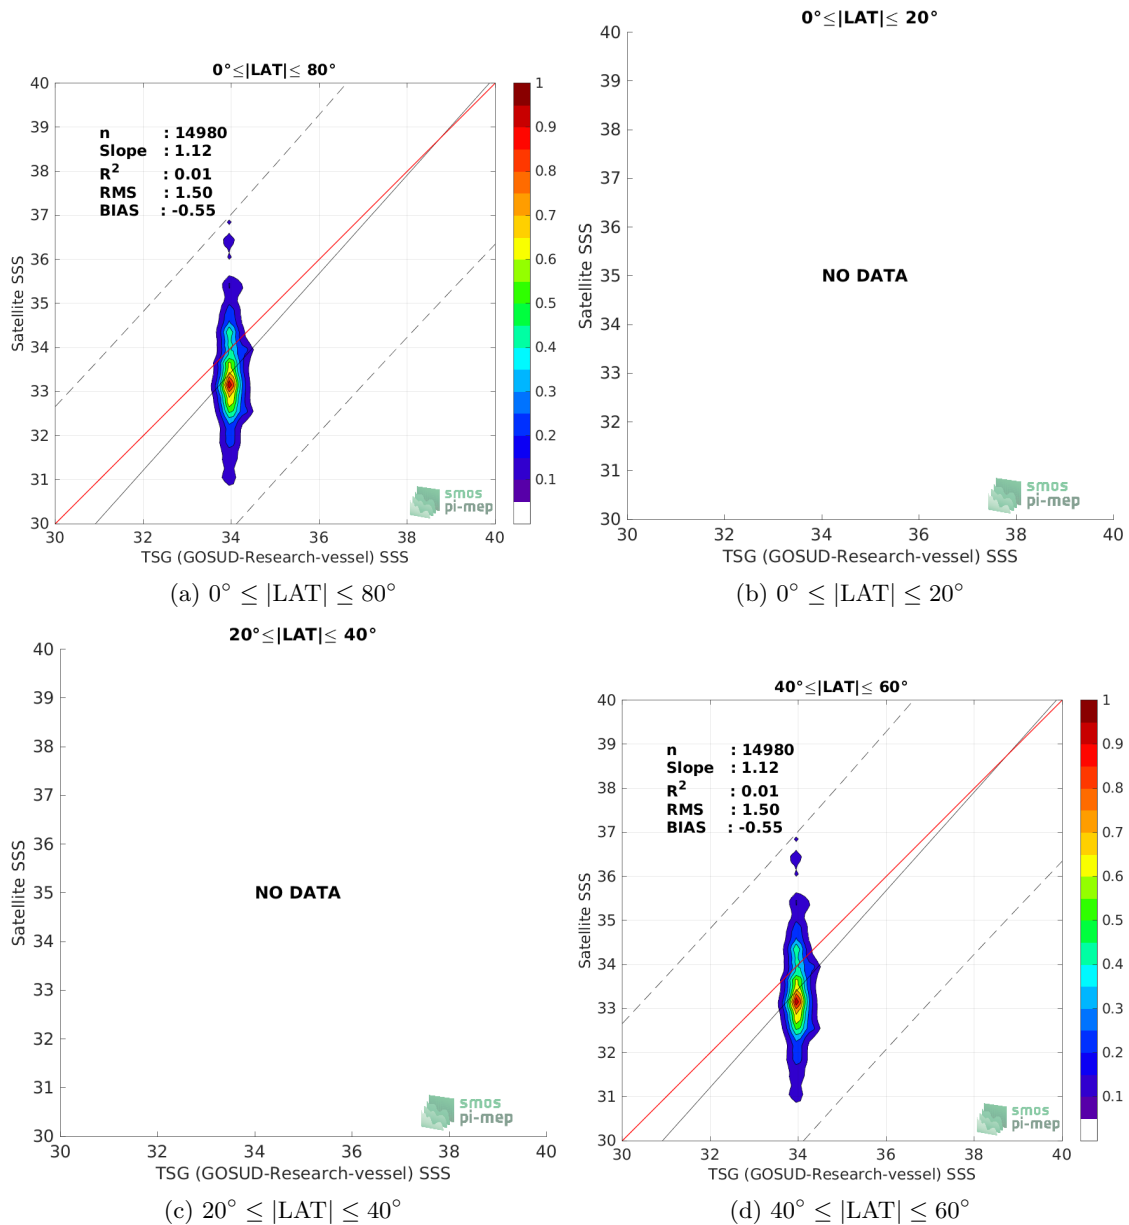 0°≤|LAT|≤ 80°
40
39
38
37
36
35
34
33
32
31
30
Satellite SSS
n : 14980
Slope : 1.12
R² : 0.01
RMS : 1.50
BIAS : -0.55
smos
pi-mep
30 32 34 36 38 40
TSG (GOSUD-Research-vessel) SSS
1
0.9
0.8
0.7
0.6
0.5
0.4
0.3
0.2
0.1
(a) 0° ≤ |LAT| ≤ 80°
0°≤|LAT|≤ 20°
40
39
38
37
36
35
34
33
32
31
30
Satellite SSS
NO DATA
smos
pi-mep
30 32 34 36 38 40
TSG (GOSUD-Research-vessel) SSS
(b) 0° ≤ |LAT| ≤ 20°
20°≤|LAT|≤ 40°
40
39
38
37
36
35
34
33
32
31
30
Satellite SSS
NO DATA
smos
pi-mep
30 32 34 36 38 40
TSG (GOSUD-Research-vessel) SSS
(c) 20° ≤ |LAT| ≤ 40°
40°≤|LAT|≤ 60°
40
39
38
37
36
35
34
33
32
31
30
Satellite SSS
n : 14980
Slope : 1.12
R² : 0.01
RMS : 1.50
BIAS : -0.55
smos
pi-mep
30 32 34 36 38 40
TSG (GOSUD-Research-vessel) SSS
1
0.9
0.8
0.7
0.6
0.5
0.4
0.3
0.2
0.1
(d) 40° ≤ |LAT| ≤ 60°